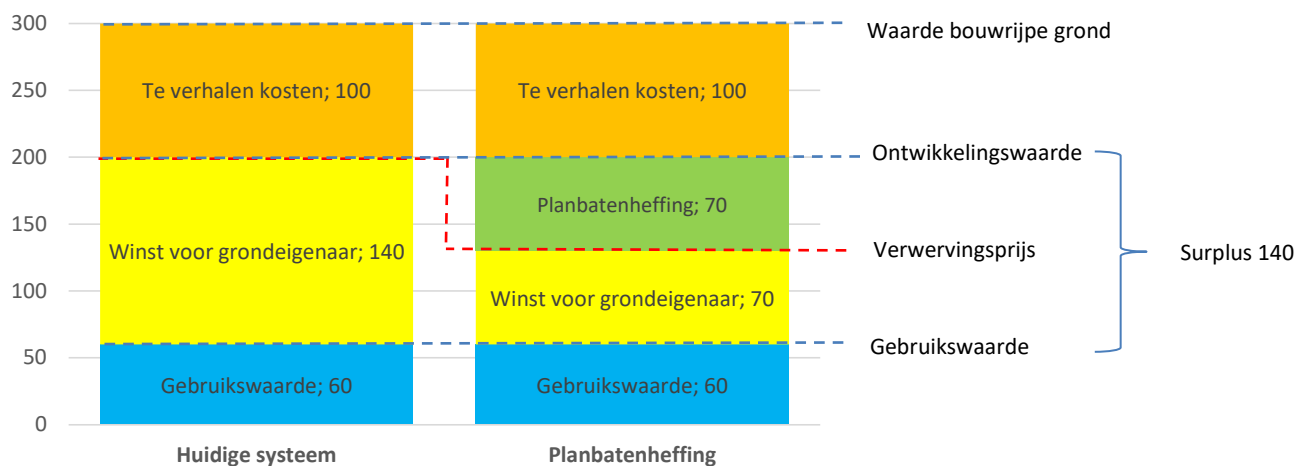 300
250
200
150
100
50
0
Te verhalen kosten; 100
Winst voor grondeigenaar; 140
Gebruikswaarde; 60
Huidige systeem
Te verhalen kosten; 100
Planbatenheffing; 70
Winst voor grondeigenaar; 70
Gebruikswaarde; 60
Planbatenheffing
Waarde bouwrijpe grond
Ontwikkelingswaarde
Verwervingsprijs
Gebruikswaarde
Surplus 140